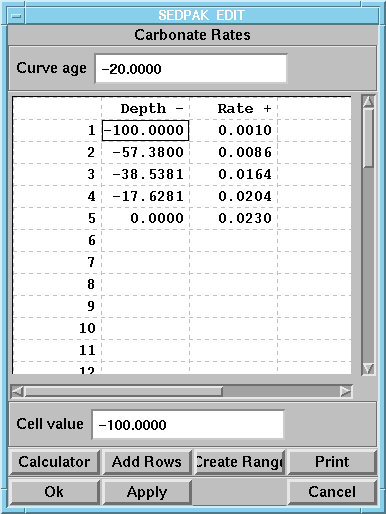 SEDPAK EDIT
Carbonate Rates
Curve age -20.0000
Depth - Rate +
1 -100.0000 0.0010
2 -57.3800 0.0086
3 -38.5381 0.0164
4 -17.6281 0.0204
5 0.0000 0.0230
6
7
8
9
10
11
12
Cell value -100.0000
Calculator Add Rows Create Rang Print
Ok Apply Cancel